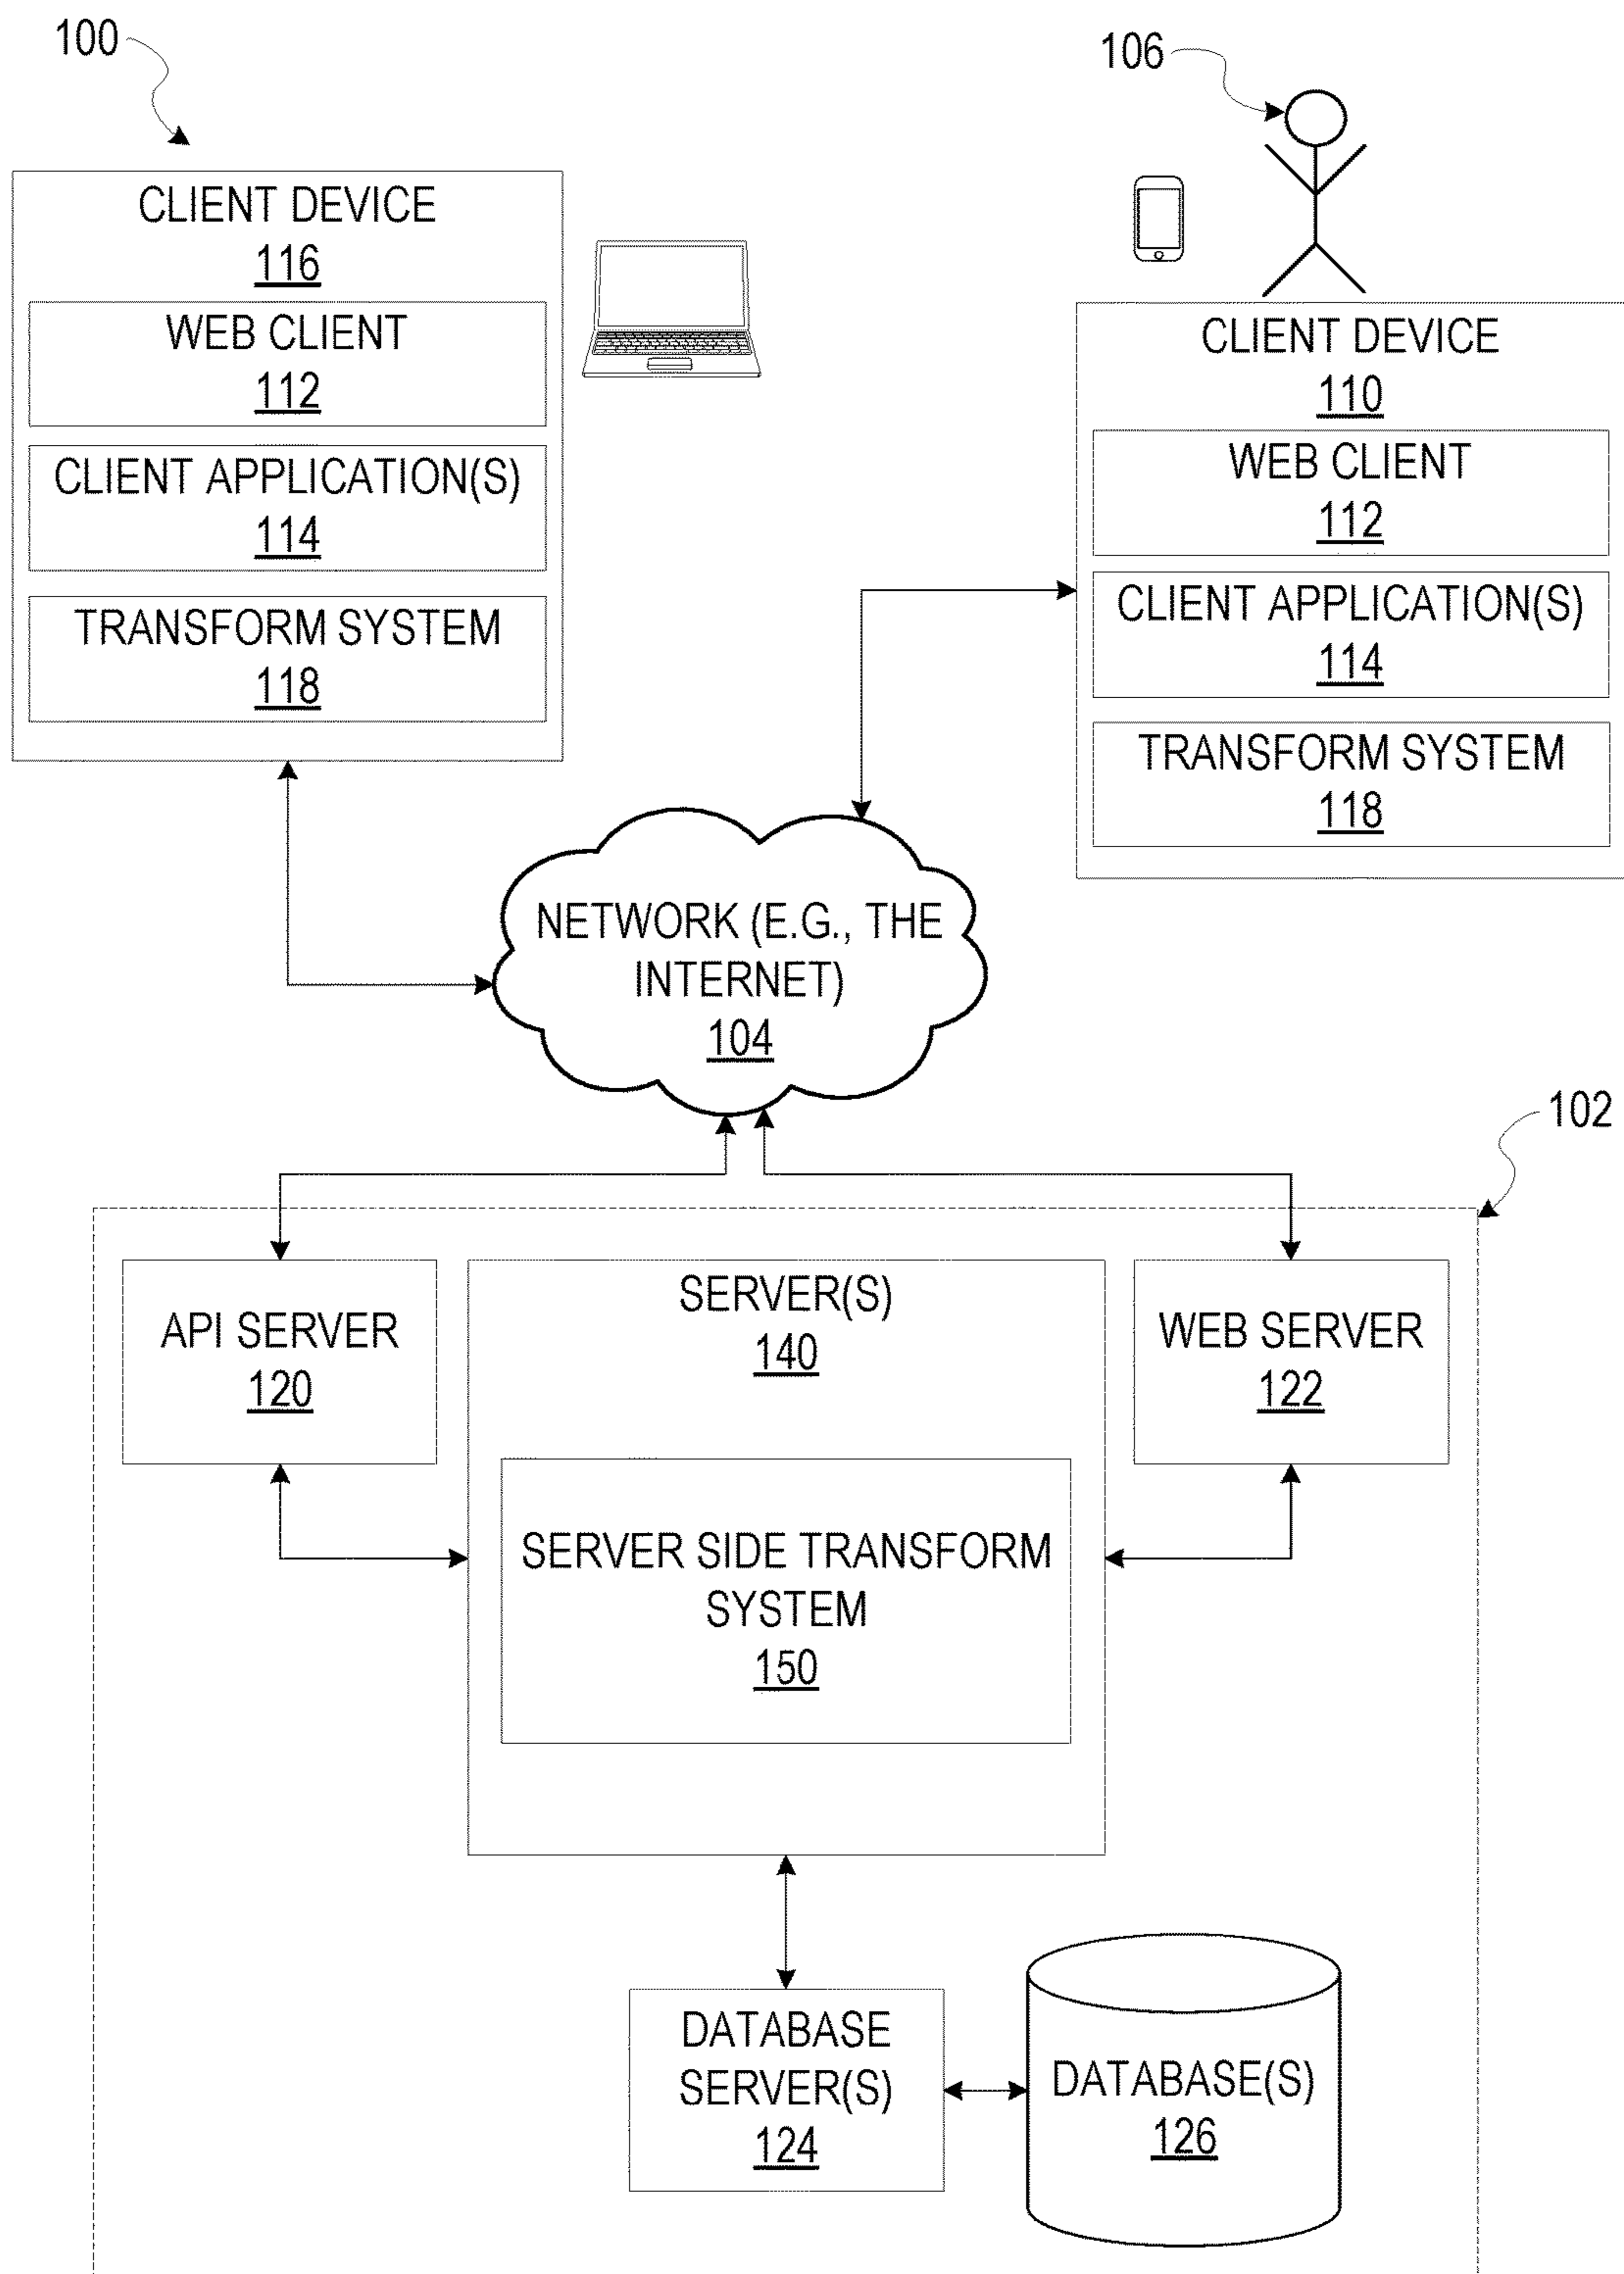 100
106
CLIENT DEVICE
116
WEB CLIENT
112
CLIENT APPLICATION(S)
114
TRANSFORM SYSTEM
118
CLIENT DEVICE
110
WEB CLIENT
112
CLIENT APPLICATION(S)
114
TRANSFORM SYSTEM
118
NETWORK (E.G., THE
INTERNET)
104
102
API SERVER
120
SERVER(S)
140
SERVER SIDE TRANSFORM
SYSTEM
150
WEB SERVER
122
DATABASE
SERVER(S)
124
DATABASE(S)
126